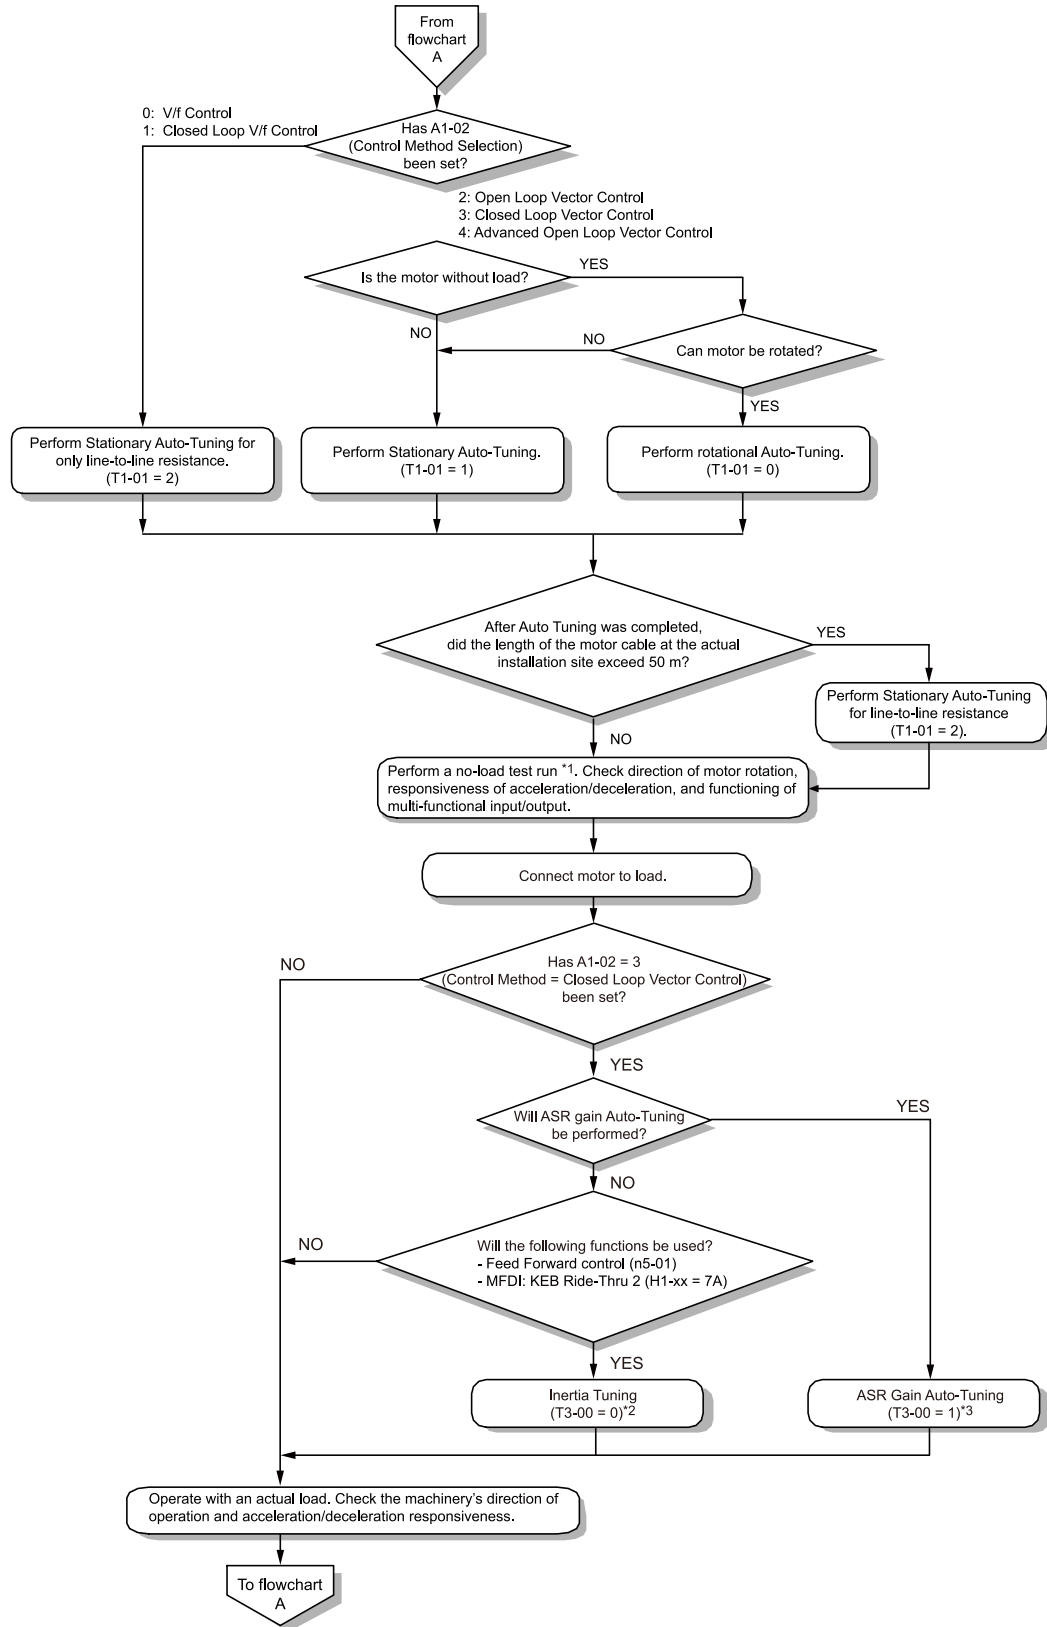 From
flowchart
A
0: V/f Control
1: Closed Loop V/f Control
Has A1-02
(Control Method Selection)
been set?
2: Open Loop Vector Control
3: Closed Loop Vector Control
4: Advanced Open Loop Vector Control
Is the motor without load?
YES
NO
Can motor be rotated?
NO
YES
Perform Stationary Auto-Tuning for
only line-to-line resistance.
(T1-01 = 2)
Perform Stationary Auto-Tuning.
(T1-01 = 1)
Perform rotational Auto-Tuning.
(T1-01 = 0)
After Auto Tuning was completed,
did the length of the motor cable at the actual
installation site exceed 50 m?
YES
Perform Stationary Auto-Tuning
for line-to-line resistance
(T1-01 = 2).
NO
Perform a no-load test run *1. Check direction of motor rotation,
responsiveness of acceleration/deceleration, and functioning of
multi-functional input/output.
Connect motor to load.
Has A1-02 = 3
(Control Method = Closed Loop Vector Control)
been set?
NO
YES
Will ASR gain Auto-Tuning
be performed?
YES
NO
Will the following functions be used?
- Feed Forward control (n5-01)
- MFDI: KEB Ride-Thru 2 (H1-xx = 7A)
NO
YES
Inertia Tuning
(T3-00 = 0)*2
ASR Gain Auto-Tuning
(T3-00 = 1)*3
Operate with an actual load. Check the machinery's direction of
operation and acceleration/deceleration responsiveness.
To flowchart
A